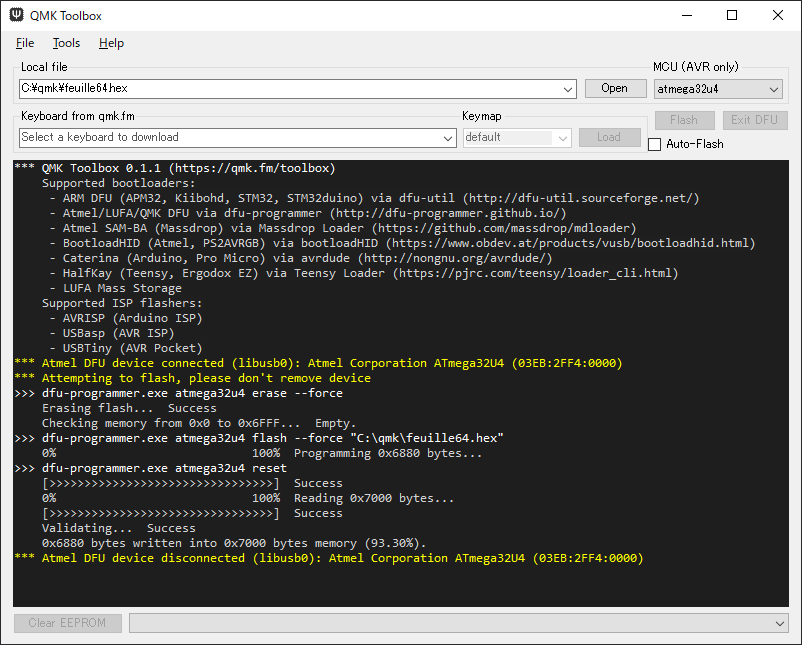 QMK Toolbox
File Tools Help
Local file
MCU (AVR only)
C:¥qmk¥feuille64.hex
Open
atmega32u4
Keyboard from qmk.fm
Keymap
Flash
Exit DFU
Select a keyboard to download
default
Load
Auto-Flash
*** QMK Toolbox 0.1.1 (https://qmk.fm/toolbox)
Supported bootloaders:
- ARM DFU (APM32, Kiibohd, STM32, STM32duino) via dfu-util (http://dfu-util.sourceforge.net/)
- Atmel/LUFA/QMK DFU via dfu-programmer (http://dfu-programmer.github.io/)
- Atmel SAM-BA (Massdrop) via Massdrop Loader (https://github.com/massdrop/mdloader)
- BootloadHID (Atmel, PS2AVRGB) via bootloadHID (https://www.obdev.at/products/vusb/bootloadhid.html)
- Caterina (Arduino, Pro Micro) via avrdude (http://nongnu.org/avrdude/)
- HalfKay (Teensy, Ergodox EZ) via Teensy Loader (https://pjrc.com/teensy/loader_cli.html)
- LUFA Mass Storage
Supported ISP flashers:
- AVRISP (Arduino ISP)
- USBasp (AVR ISP)
- USBTiny (AVR Pocket)
*** Atmel DFU device connected (libusb0): Atmel Corporation ATmega32U4 (03EB:2FF4:0000)
*** Attempting to flash, please don't remove device
>>> dfu-programmer.exe atmega32u4 erase --force
Erasing flash... Success
Checking memory from 0x0 to 0x6FFF... Empty.
>>> dfu-programmer.exe atmega32u4 flash --force "C:\qmk\feuille64.hex"
0% 100% Programming 0x6880 bytes...
>>> dfu-programmer.exe atmega32u4 reset
[>>>>>>>>>>>>>>>>>>>>>>>>>>>>>>>>] Success
0% 100% Reading 0x7000 bytes...
[>>>>>>>>>>>>>>>>>>>>>>>>>>>>>>>>] Success
Validating... Success
0x6880 bytes written into 0x7000 bytes memory (93.30%).
*** Atmel DFU device disconnected (libusb0): Atmel Corporation ATmega32U4 (03EB:2FF4:0000)
Clear EEPROM